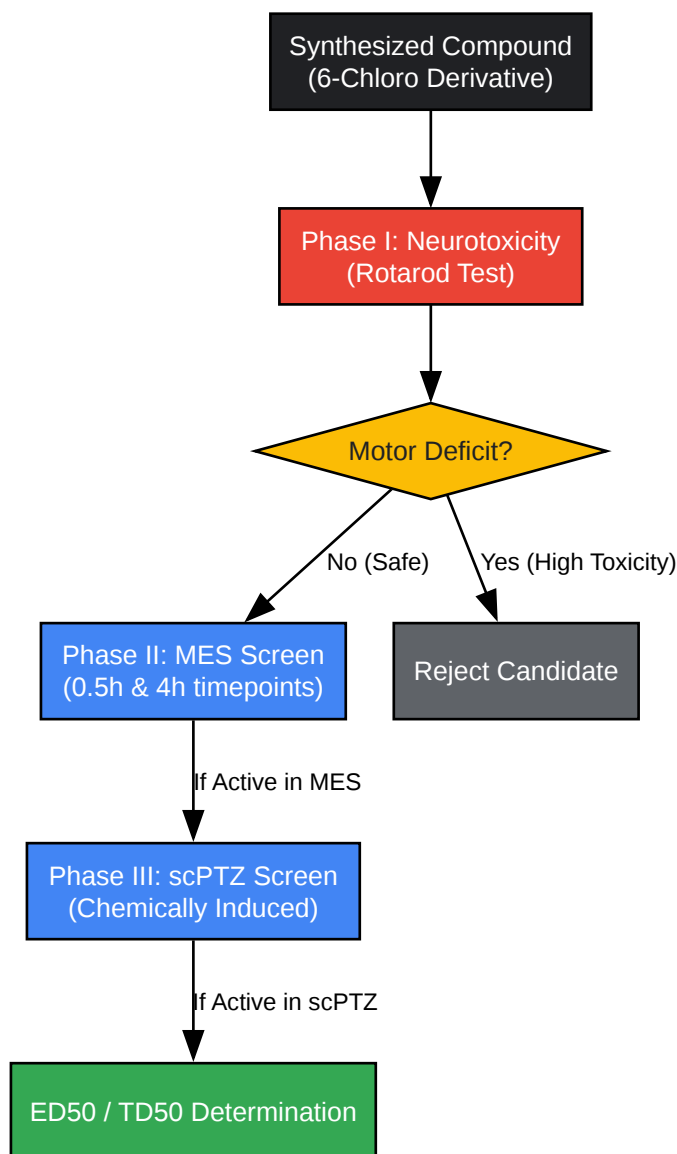 Synthesized Compound
(6-Chloro Derivative)
Phase I: Neurotoxicity
(Rotarod Test)
Motor Deficit?
No (Safe)
Yes (High Toxicity)
Phase II: MES Screen
(0.5h & 4h timepoints)
Reject Candidate
If Active in MES
Phase III: scPTZ Screen
(Chemically Induced)
If Active in scPTZ
ED50 / TD50 Determination